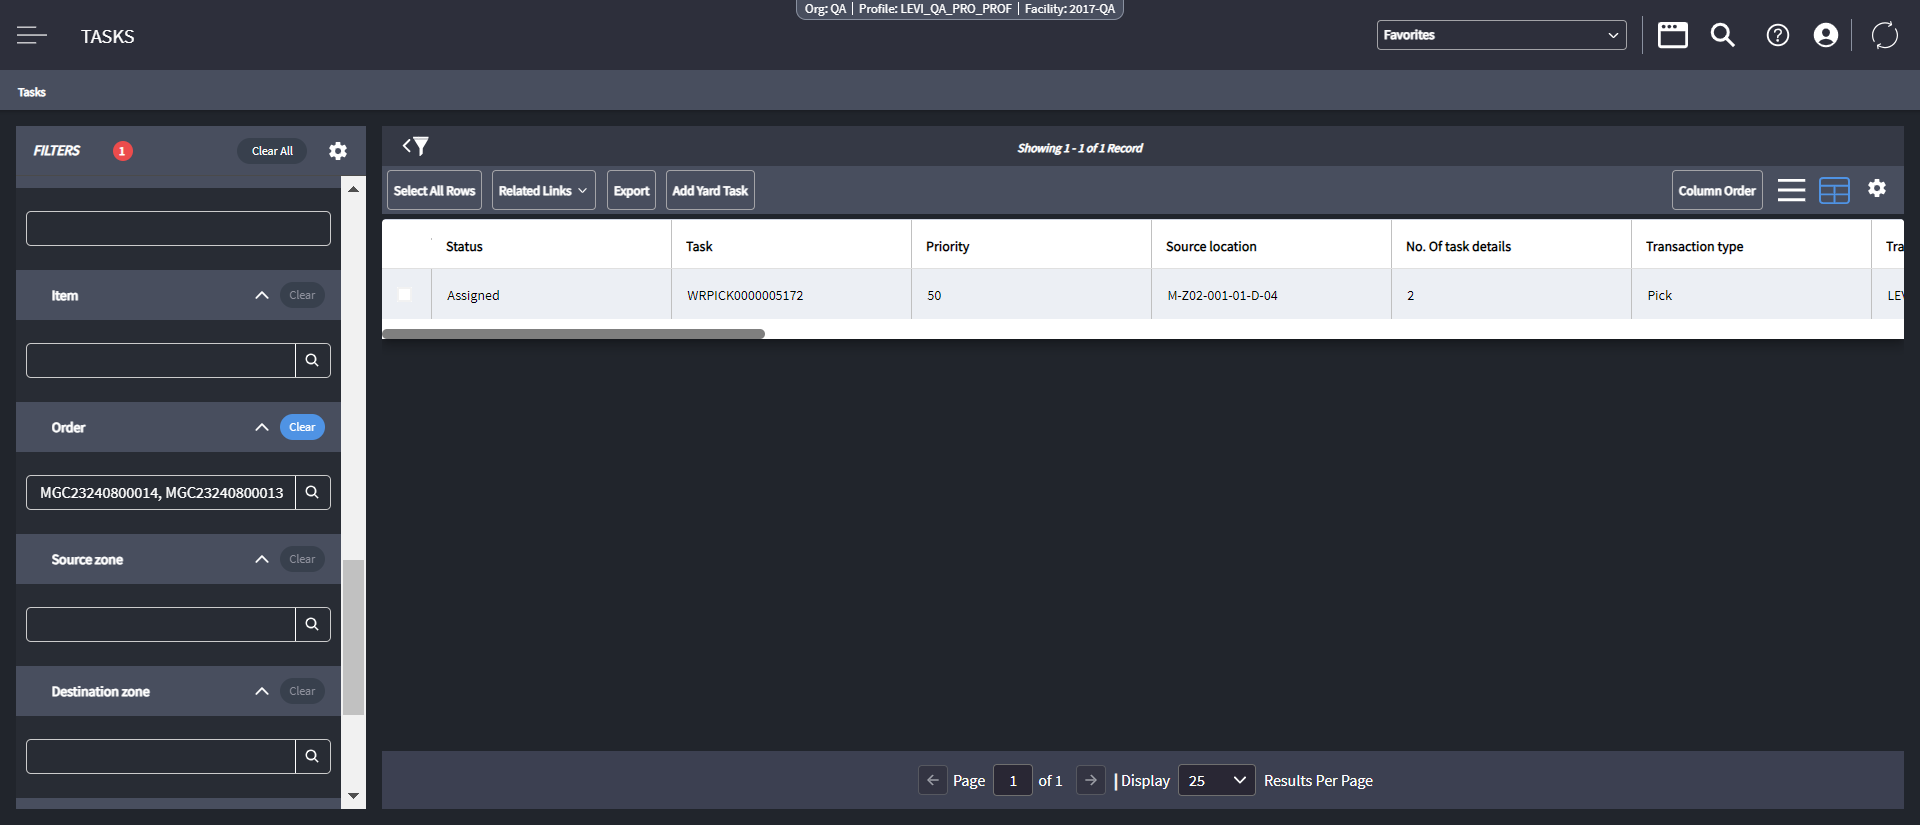 Org: QA | Profile: LEVI_QA_PRO_PROF | Facility: 2017-QA
TASKS
Favorites
Tasks
FILTERS 1 Clear All
Showing 1 - 1 of 1 Record
Select All Rows Related Links Export Add Yard Task Column Order
Status Task Priority Source location No. Of task details Transaction type Tra
Assigned WRPICK0000005172 50 M-Z02-001-01-D-04 2 Pick LEV
Item Clear
Order Clear
MGC23240800014, MGC23240800013
Source zone Clear
Destination zone Clear
Page 1 of 1 | Display 25 Results Per Page